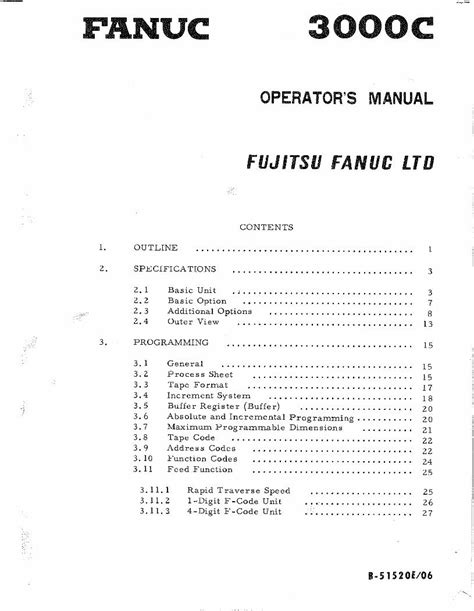 FANUC 3000C
OPERATOR'S MANUAL
FUJITSU FANUC LTD
CONTENTS
1. OUTLINE ........................................ 1
2. SPECIFICATIONS ................................. 3
2.1 Basic Unit ................................ 3
2.2 Basic Option .............................. 7
2.3 Additional Options ........................ 8
2.4 Outer View ................................ 13
3. PROGRAMMING .................................... 15
3.1 General ................................... 15
3.2 Process Sheet ............................. 15
3.3 Tape Format ............................... 17
3.4 Increment System .......................... 18
3.5 Buffer Register (Buffer) .................. 20
3.6 Absolute and Incremental Programming .......... 20
3.7 Maximum Programmable Dimensions ........... 21
3.8 Tape Code ................................. 22
3.9 Address Codes ............................. 22
3.10 Function Codes ............................ 24
3.11 Feed Function ............................. 25
3.11.1 Rapid Traverse Speed .................. 25
3.11.2 1-Digit F-Code Unit ................... 26
3.11.3 4-Digit F-Code Unit ................... 27
B-51520E/06